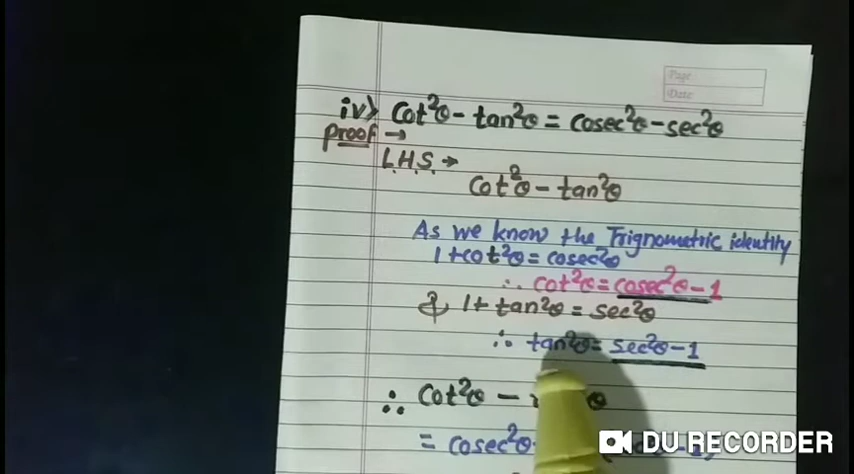 Page
Date
iv) Cot²θ - tan²θ = cosec²θ - sec²θ
Proof →
L.H.S. →
Cot²θ - tan²θ
As we know the Trignometric identity
1+cot²θ = cosec²θ
∴ cot²θ = cosec²θ - 1
& 1 + tan²θ = sec²θ
∴ tan²θ = sec²θ - 1
∴ Cot²θ -
= cosec²θ
DU RECORDER